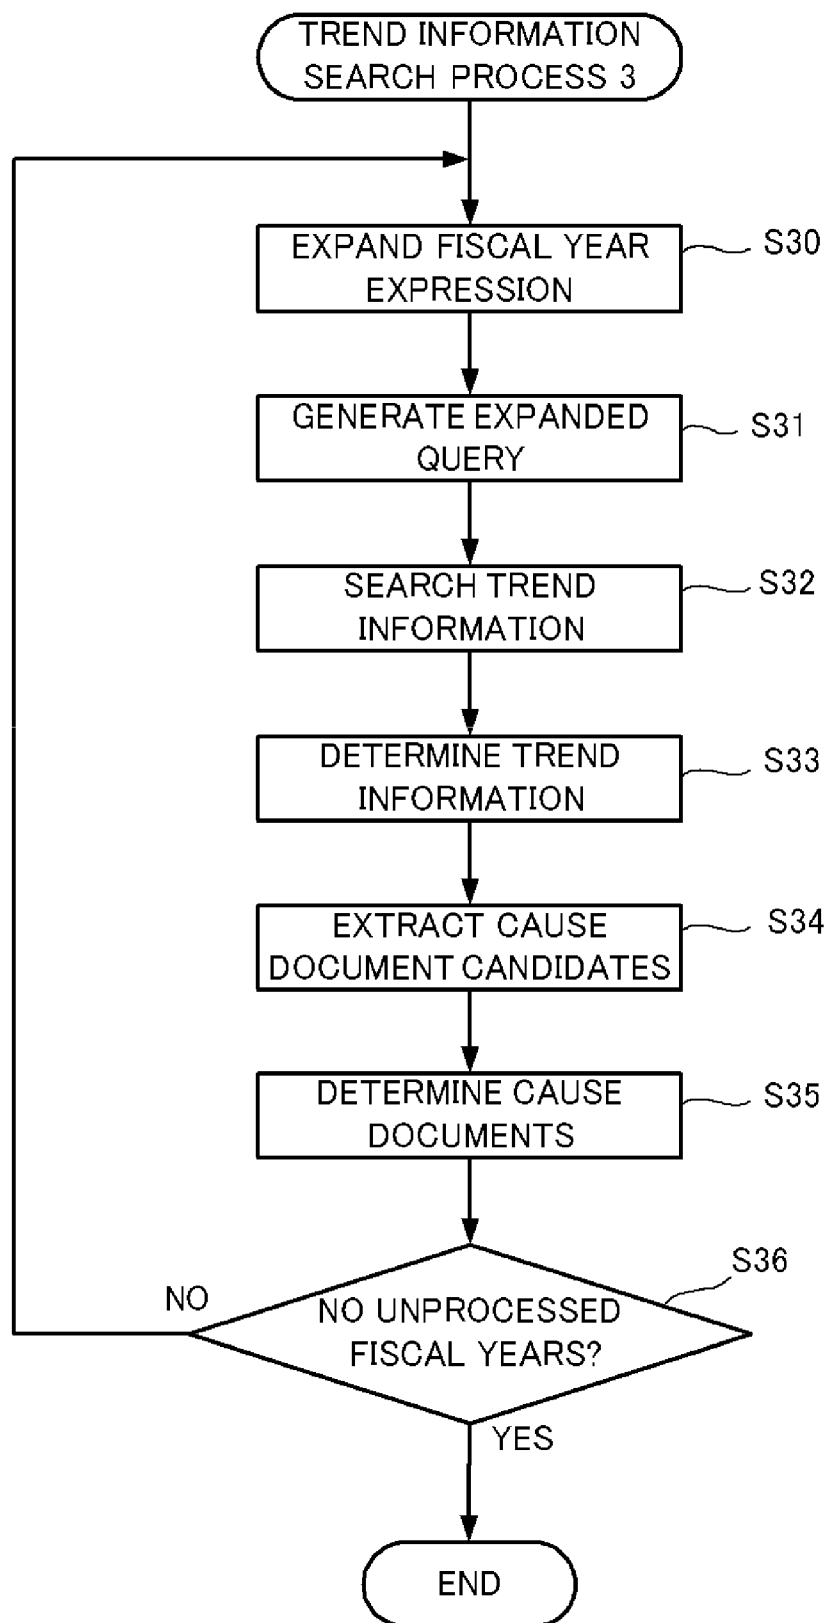 TREND INFORMATION
SEARCH PROCESS 3
EXPAND FISCAL YEAR
EXPRESSION
S30
GENERATE EXPANDED
QUERY
S31
SEARCH TREND
INFORMATION
S32
DETERMINE TREND
INFORMATION
S33
EXTRACT CAUSE
DOCUMENT CANDIDATES
S34
DETERMINE CAUSE
DOCUMENTS
S35
S36
NO
NO UNPROCESSED
FISCAL YEARS?
YES
END